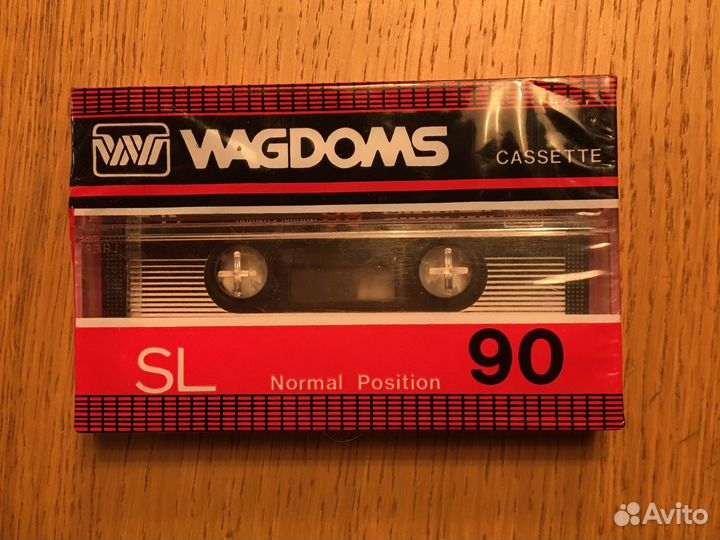 WAGDOMS
CASSETTE
SL
Normal Position
90
Avito